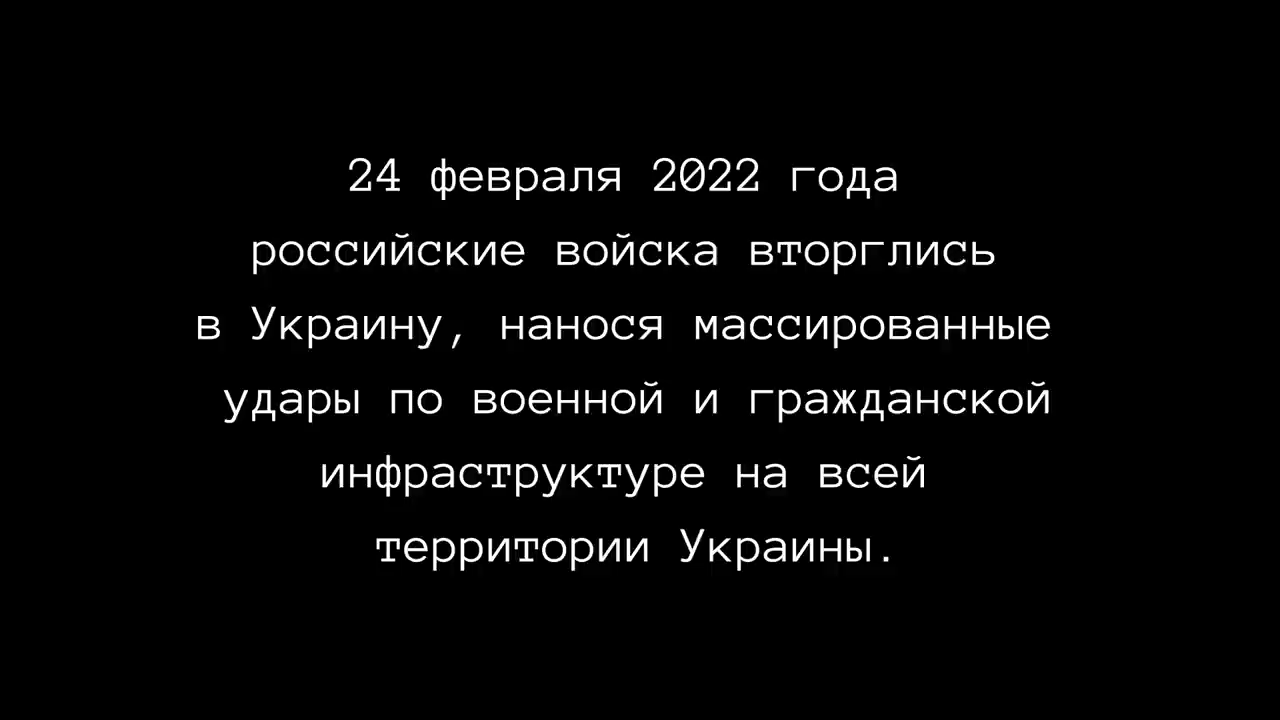 24 февраля 2022 года
российские войска вторглись
в Украину, нанося массированные
удары по военной и гражданской
инфраструктуре на всей
территории Украины.